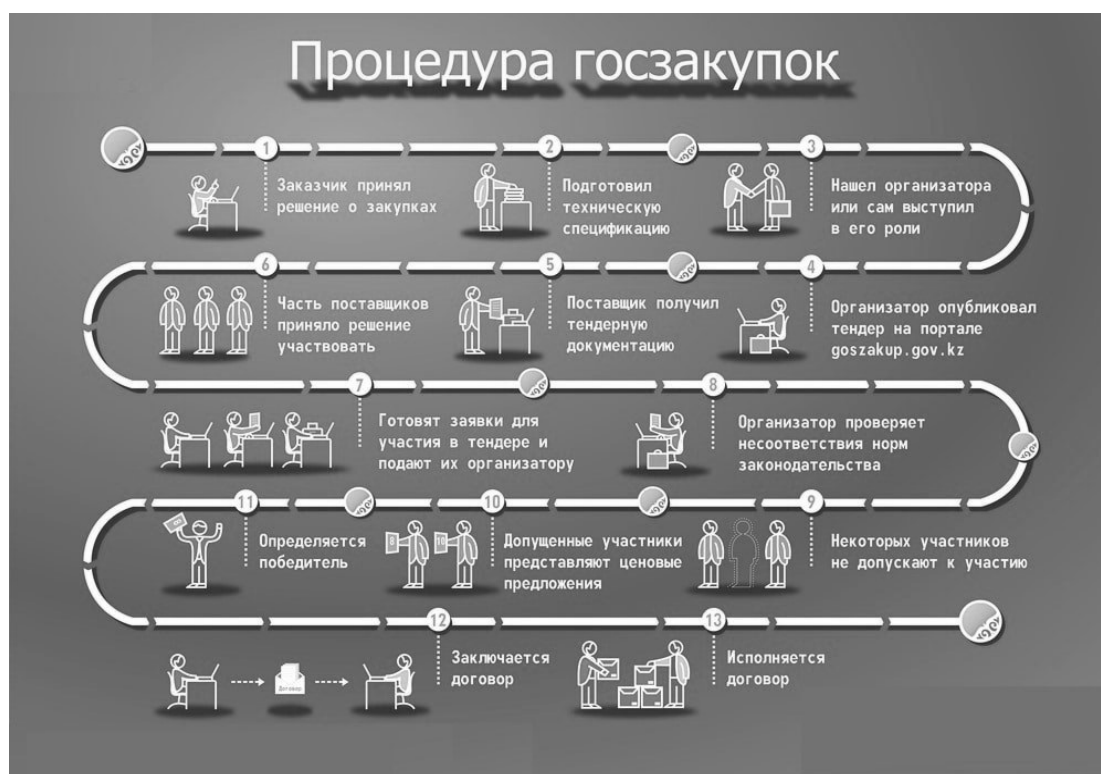 Процедура госзакупок
1
Заказчик принял
решение о закупках
2
Подготовил
техническую
спецификацию
3
Нашел организатора
или сам выступил
в его роли
4
Организатор опубликовал
тендер на портале
goszakup.gov.kz
5
Поставщик получил
тендерную
документацию
6
Часть поставщиков
приняло решение
участвовать
7
Готовят заявки для
участия в тендере и
подают их организатору
8
Организатор проверяет
несоответствия норм
законодательства
9
Некоторых участников
не допускают к участию
10
Допущенные участники
представляют ценовые
предложения
8
10
11
Определяется
победитель
12
Заключается
договор
Договор
13
Исполняется
договор